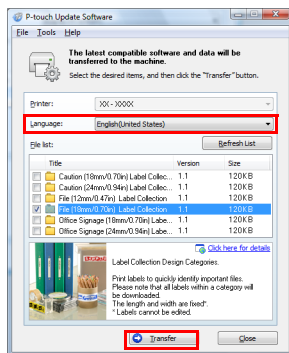 P-touch Update Software
File Tools Help
The latest compatible software and data will be
transferred to the machine.
Select the desired items, and then click the "Transfer" button.
Printer: XX - XXXX
Language: English(United States)
File list: Refresh List
Title Version Size
Caution (18mm/0.70in) Label Collec... 1.1 120KB
Caution (24mm/0.94in) Label Collec... 1.1 120KB
File (12mm/0.47in) Label Collection 1.1 120KB
File (18mm/0.70in) Label Collection 1.1 120KB
Office Signage (18mm/0.70in) Labe... 1.1 120KB
Office Signage (24mm/0.94in) Labe... 1.1 120KB
Click here for details
Label Collection Design Categories.
Print labels to quickly identify important files.
Please note that all labels within a category will
be downloaded.
The length and width are fixed*.
* Labels cannot be edited.
Transfer Close